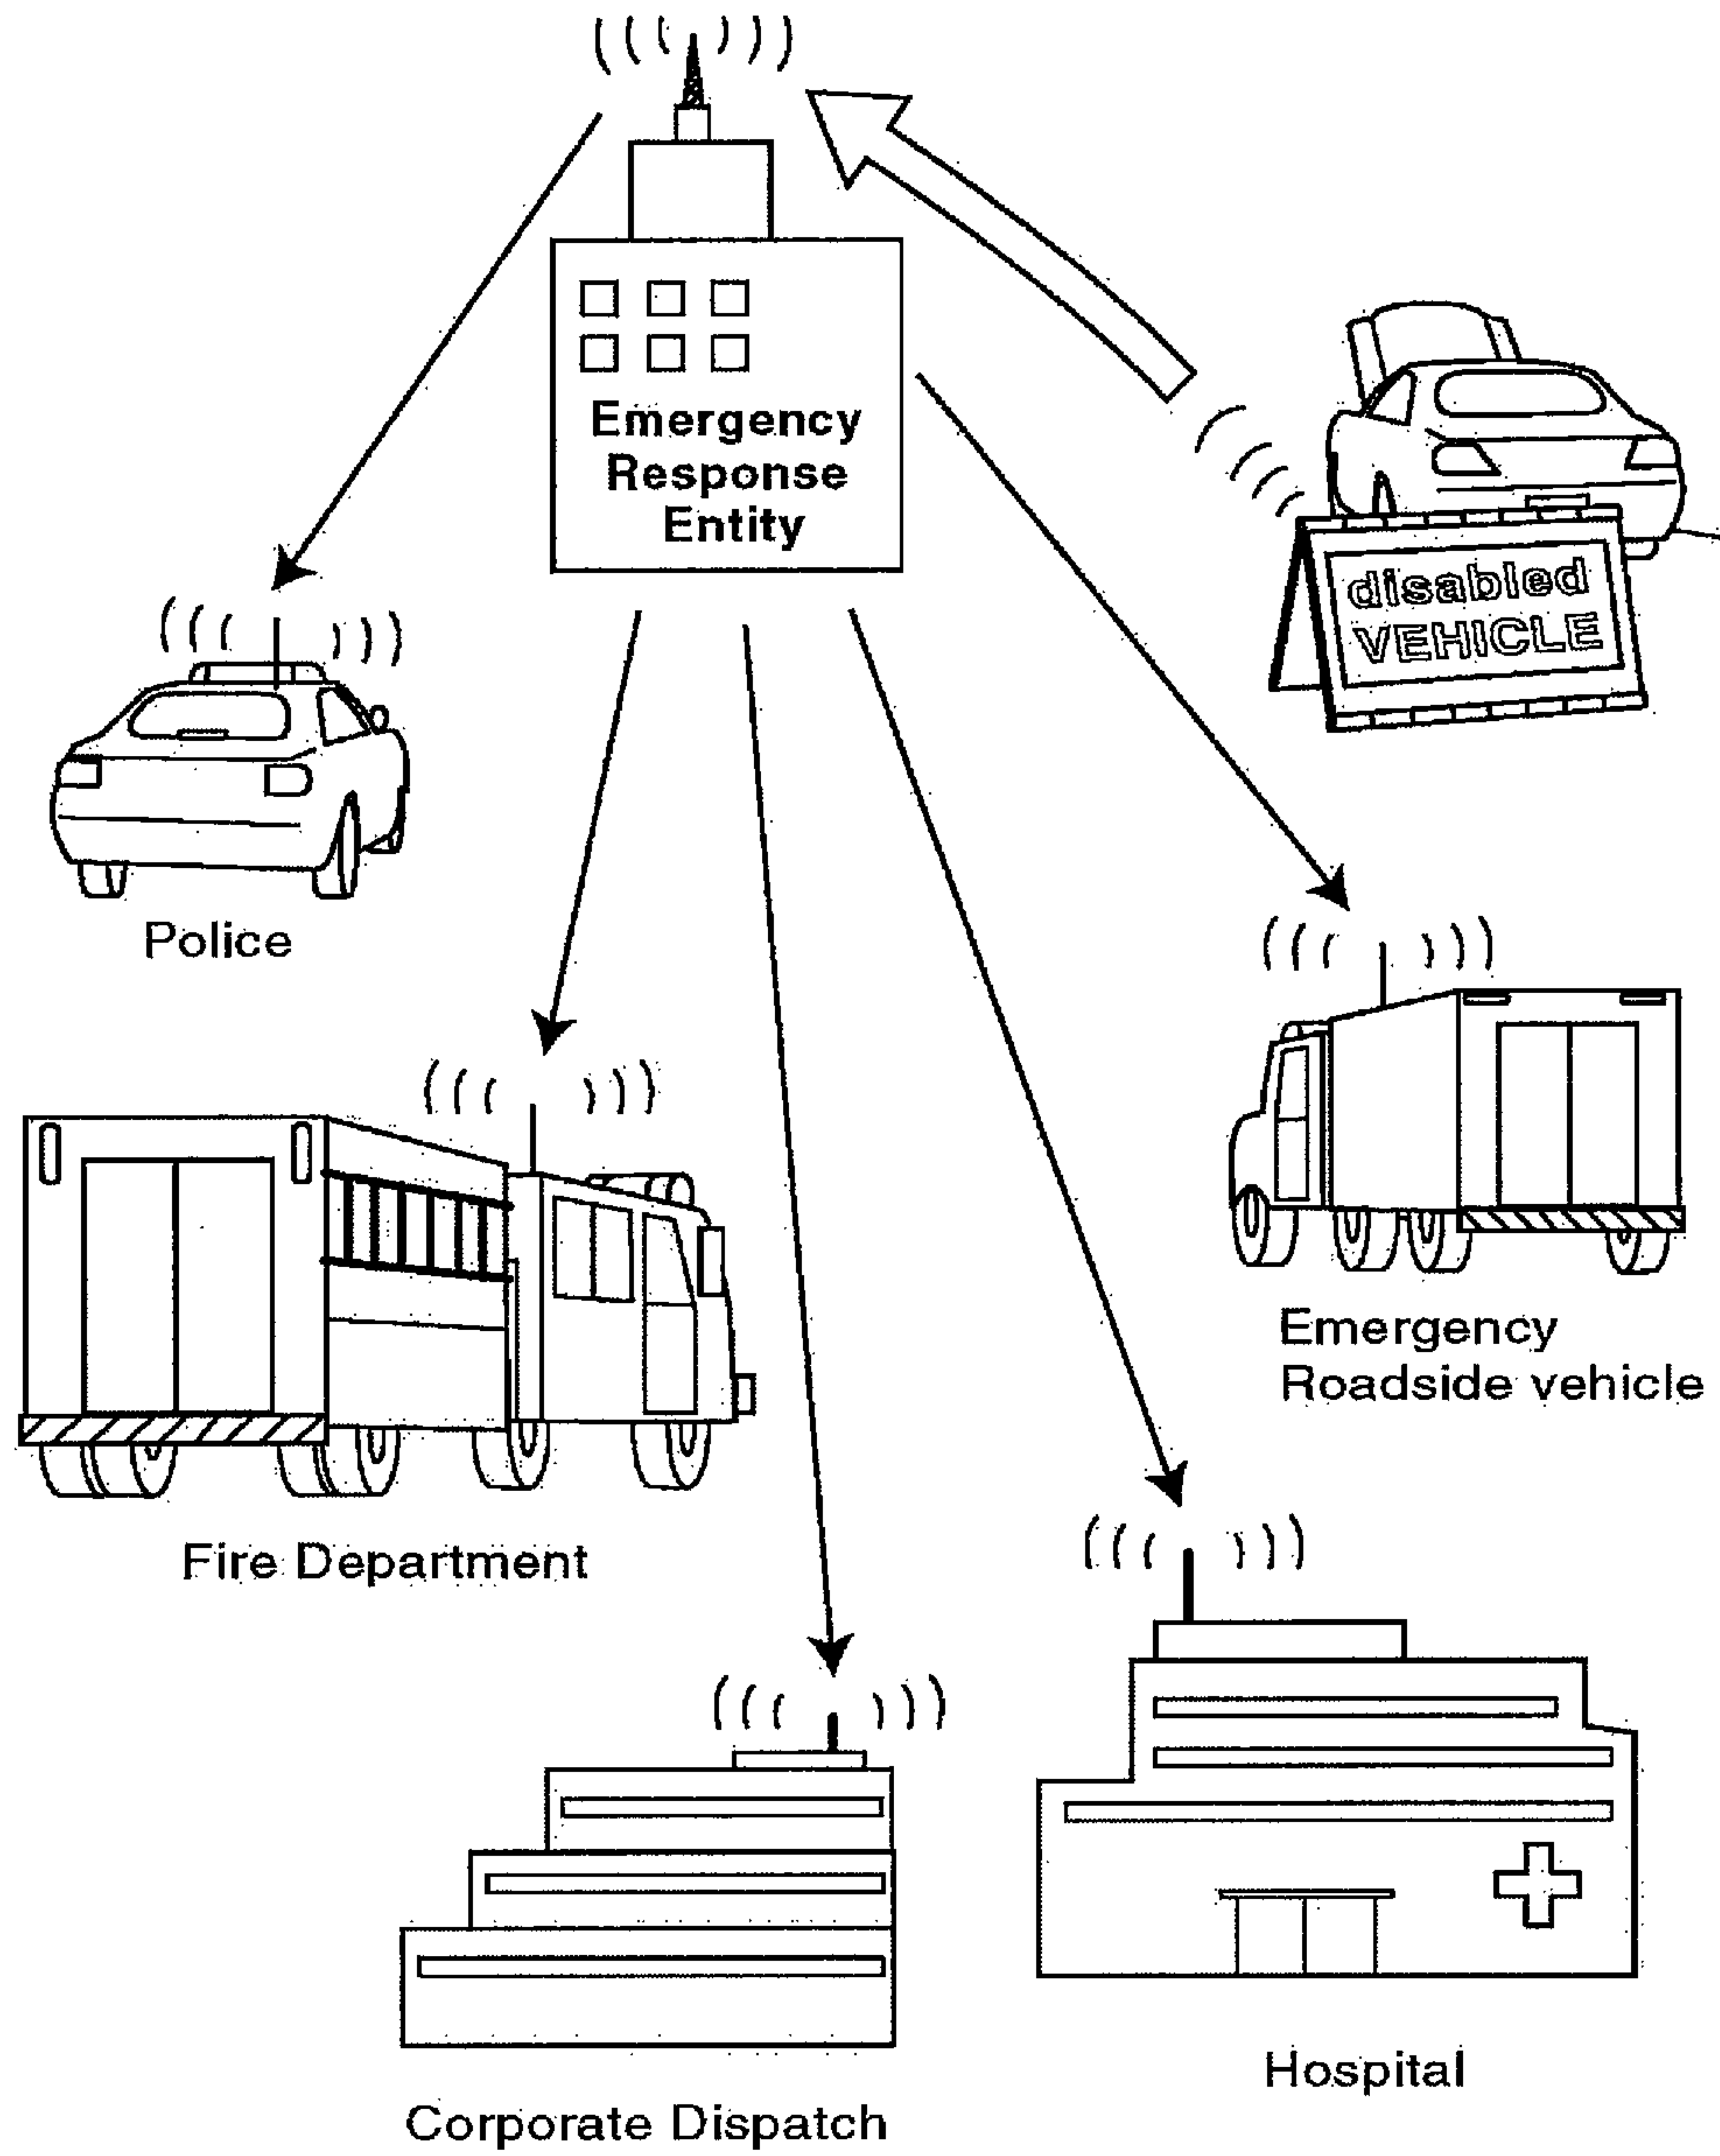 Emergency
Response
Entity
disabled
VEHICLE
Police
Emergency
Roadside vehicle
Fire Department
Hospital
Corporate Dispatch